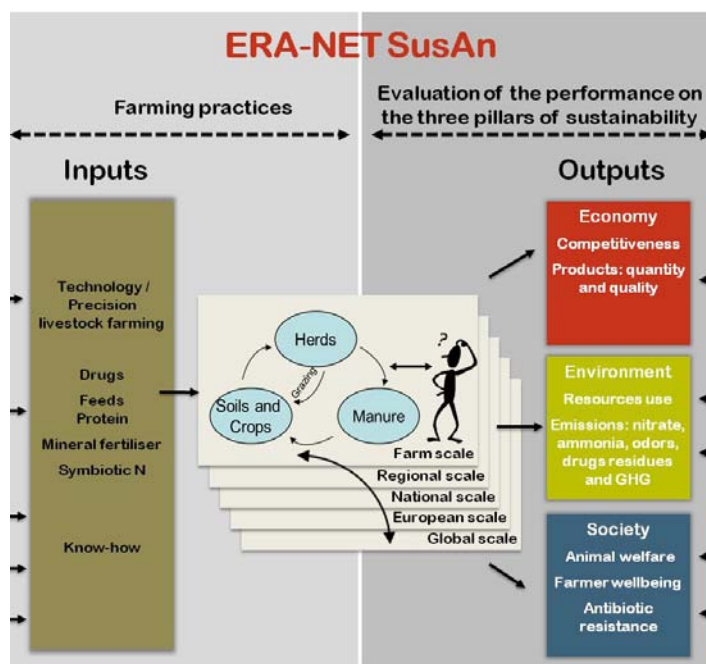 ERA-NET SusAn
Farming practices
Evaluation of the performance on
the three pillars of sustainability
Inputs
Outputs
Technology /
Precision
livestock farming
Drugs
Feeds
Protein
Mineral fertiliser
Symbiotic N
Know-how
Herds
Grazing
Soils and
Crops
Manure
?
Farm scale
Regional scale
National scale
European scale
Global scale
Economy
Competitiveness
Products: quantity
and quality
Environment
Resources use
Emissions: nitrate,
ammonia, odors,
drugs residues
and GHG
Society
Animal welfare
Farmer wellbeing
Antibiotic
resistance